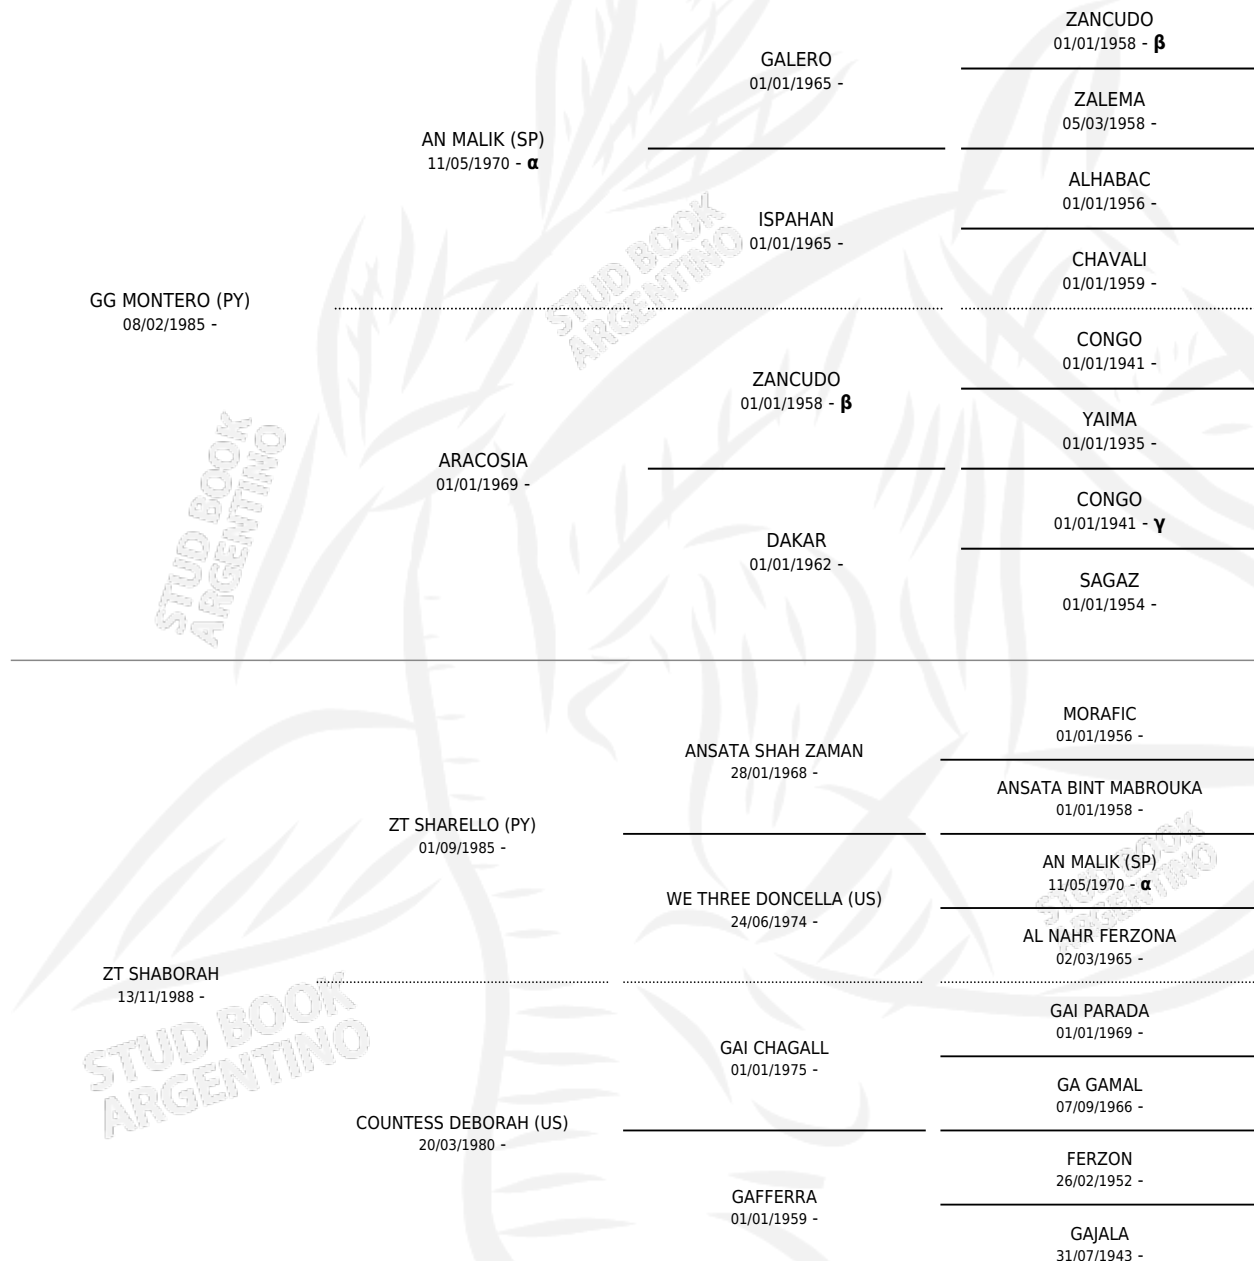 ZANCUDO
01/01/1958 - β
GALERO
01/01/1965 -
ZALEMA
05/03/1958 -
AN MALIK (SP)
11/05/1970 - α
ALHABAC
01/01/1956 -
ISPAHAN
01/01/1965 -
CHAVALI
01/01/1959 -
GG MONTERO (PY)
08/02/1985 -
CONGO
01/01/1941 -
ZANCUDO
01/01/1958 - β
YAIMA
01/01/1935 -
ARACOSIA
01/01/1969 -
CONGO
01/01/1941 - γ
DAKAR
01/01/1962 -
SAGAZ
01/01/1954 -
MORAFIC
01/01/1956 -
ANSATA SHAH ZAMAN
28/01/1968 -
ANSATA BINT MABROUKA
01/01/1958 -
ZT SHARELLO (PY)
01/09/1985 -
AN MALIK (SP)
11/05/1970 - α
WE THREE DONCELLA (US)
24/06/1974 -
AL NAHR FERZONA
02/03/1965 -
ZT SHABORAH
13/11/1988 -
GAI PARADA
01/01/1969 -
GAI CHAGALL
01/01/1975 -
GA GAMAL
07/09/1966 -
COUNTESS DEBORAH (US)
20/03/1980 -
FERZON
26/02/1952 -
GAFFERRA
01/01/1959 -
GAJALA
31/07/1943 -
STUD BOOK
ARGENTINO
STUD BOOK
ARGENTINO
STUD BOOK
ARGENTINO
STUD BOOK
ARGENTINO